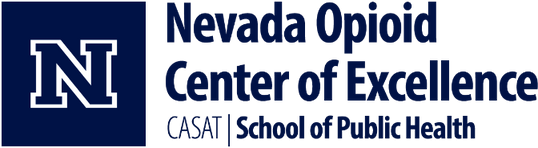 N
Nevada Opioid
Center of Excellence
CASAT | School of Public Health